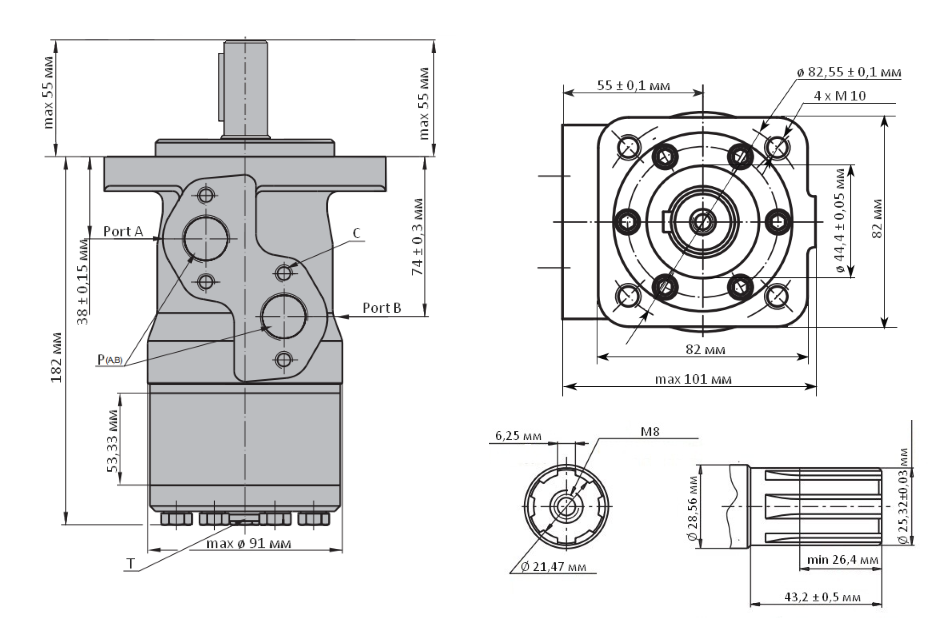 max 55 мм
max 55 мм
Port A
38 ± 0,15 мм
C
74 ± 0,3 мм
Port B
P(A,B)
182 мм
53,33 мм
max ø 91 мм
T
ø 82,55 ± 0,1 мм
55 ± 0,1 мм
4 x M 10
ø 44,4 ± 0,05 мм
82 мм
82 мм
max 101 мм
6,25 мм
M8
Ø 21,47 мм
Ø 28,56 мм
Ø 25,32±0,03 мм
min 26,4 мм
43,2 ± 0,5 мм